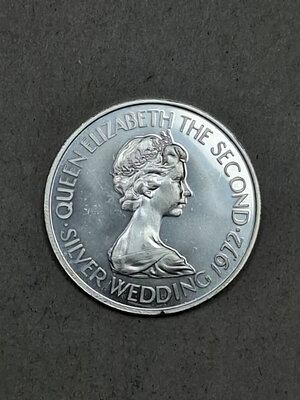 · QUEEN ELIZABETH THE SECOND ·
SILVER WEDDING 1972